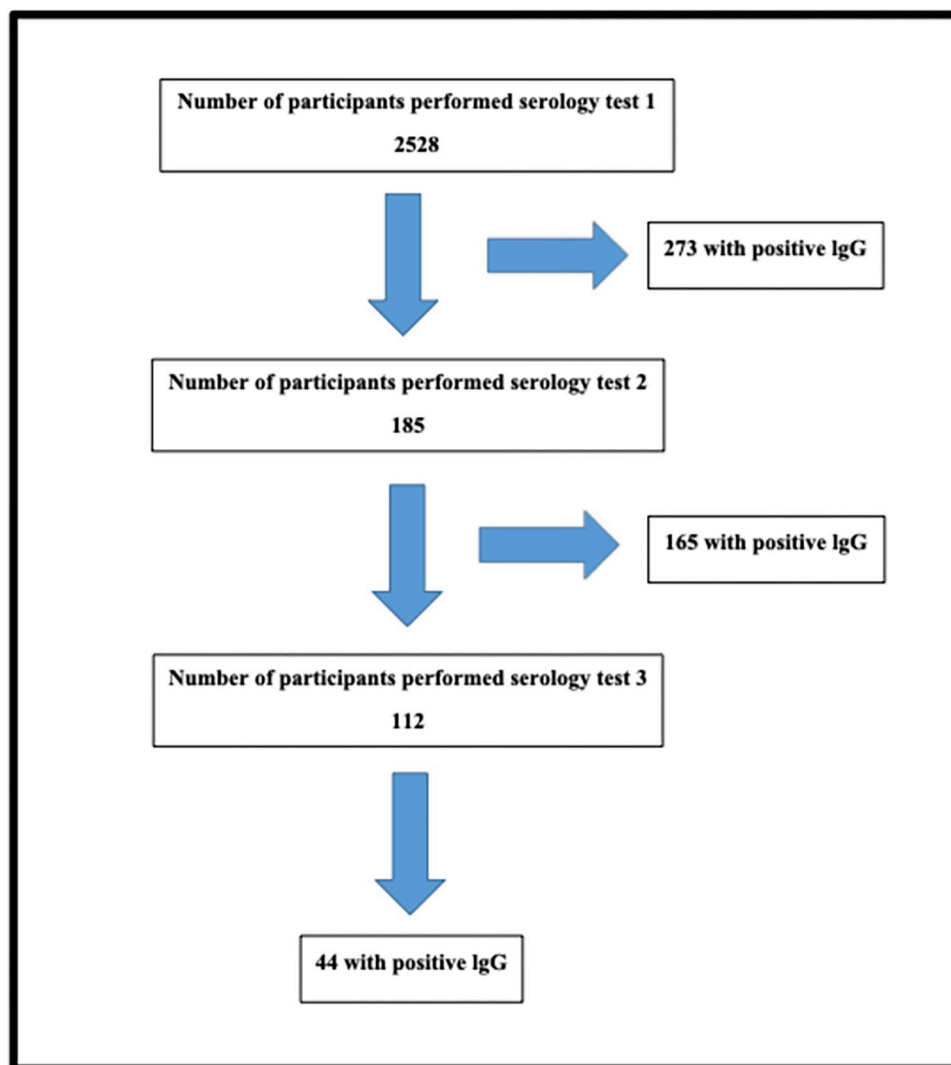 Number of participants performed serology test 1
2528
273 with positive lgG
Number of participants performed serology test 2
185
165 with positive lgG
Number of participants performed serology test 3
112
44 with positive lgG